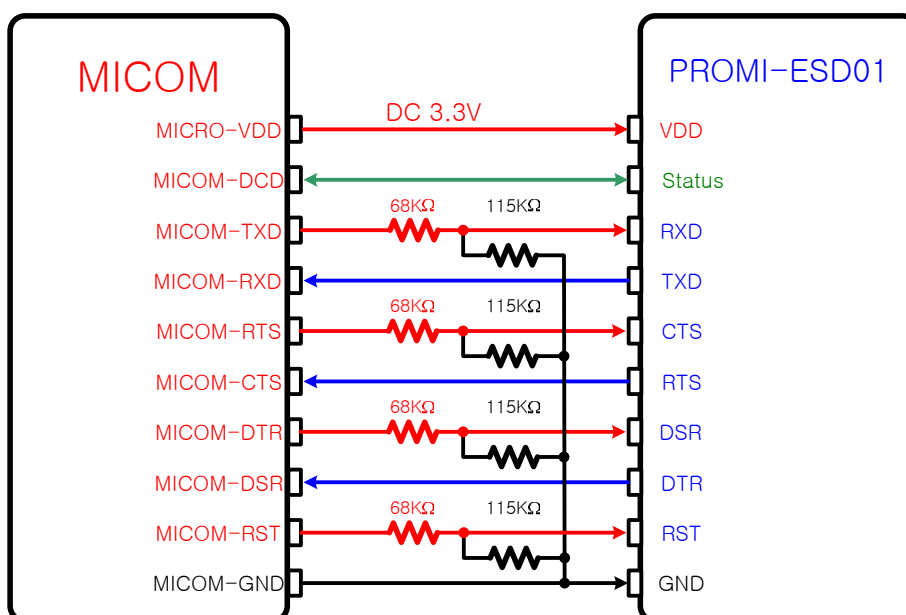 MICOM
PROMI-ESD01
DC 3.3V
MICRO-VDD
VDD
MICOM-DCD
Status
68KΩ
115KΩ
MICOM-TXD
RXD
MICOM-RXD
TXD
68KΩ
115KΩ
MICOM-RTS
CTS
MICOM-CTS
RTS
68KΩ
115KΩ
MICOM-DTR
DSR
MICOM-DSR
DTR
68KΩ
115KΩ
MICOM-RST
RST
MICOM-GND
GND